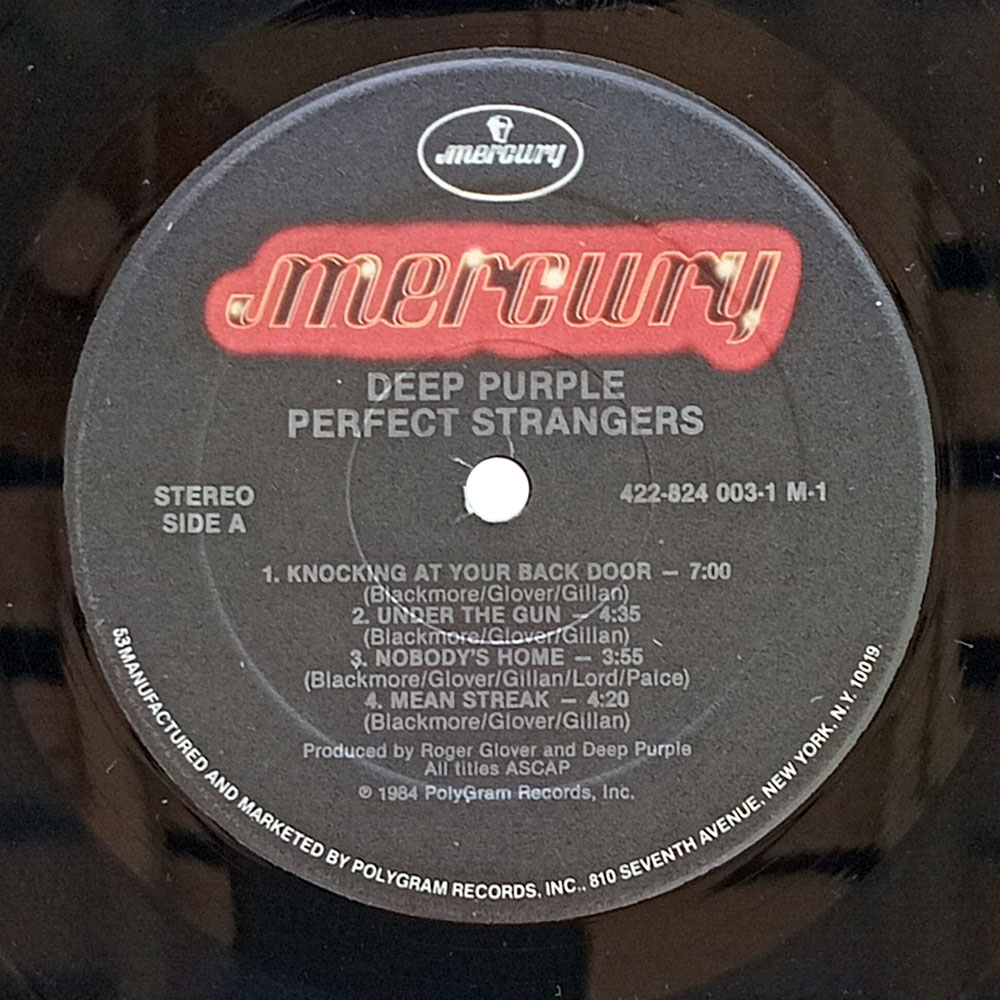 mercury
mercury
DEEP PURPLE
PERFECT STRANGERS
STEREO
SIDE A
422-824 003-1 M-1
1. KNOCKING AT YOUR BACK DOOR — 7:00
(Blackmore/Glover/Gillan)
2. UNDER THE GUN — 4:35
(Blackmore/Glover/Gillan)
3. NOBODY'S HOME — 3:55
(Blackmore/Glover/Gillan/Lord/Paice)
4. MEAN STREAK — 4:20
(Blackmore/Glover/Gillan)
Produced by Roger Glover and Deep Purple
All titles ASCAP
℗ 1984 PolyGram Records, Inc.
53 MANUFACTURED AND MARKETED BY POLYGRAM RECORDS, INC., 810 SEVENTH AVENUE, NEW YORK, N.Y. 10019